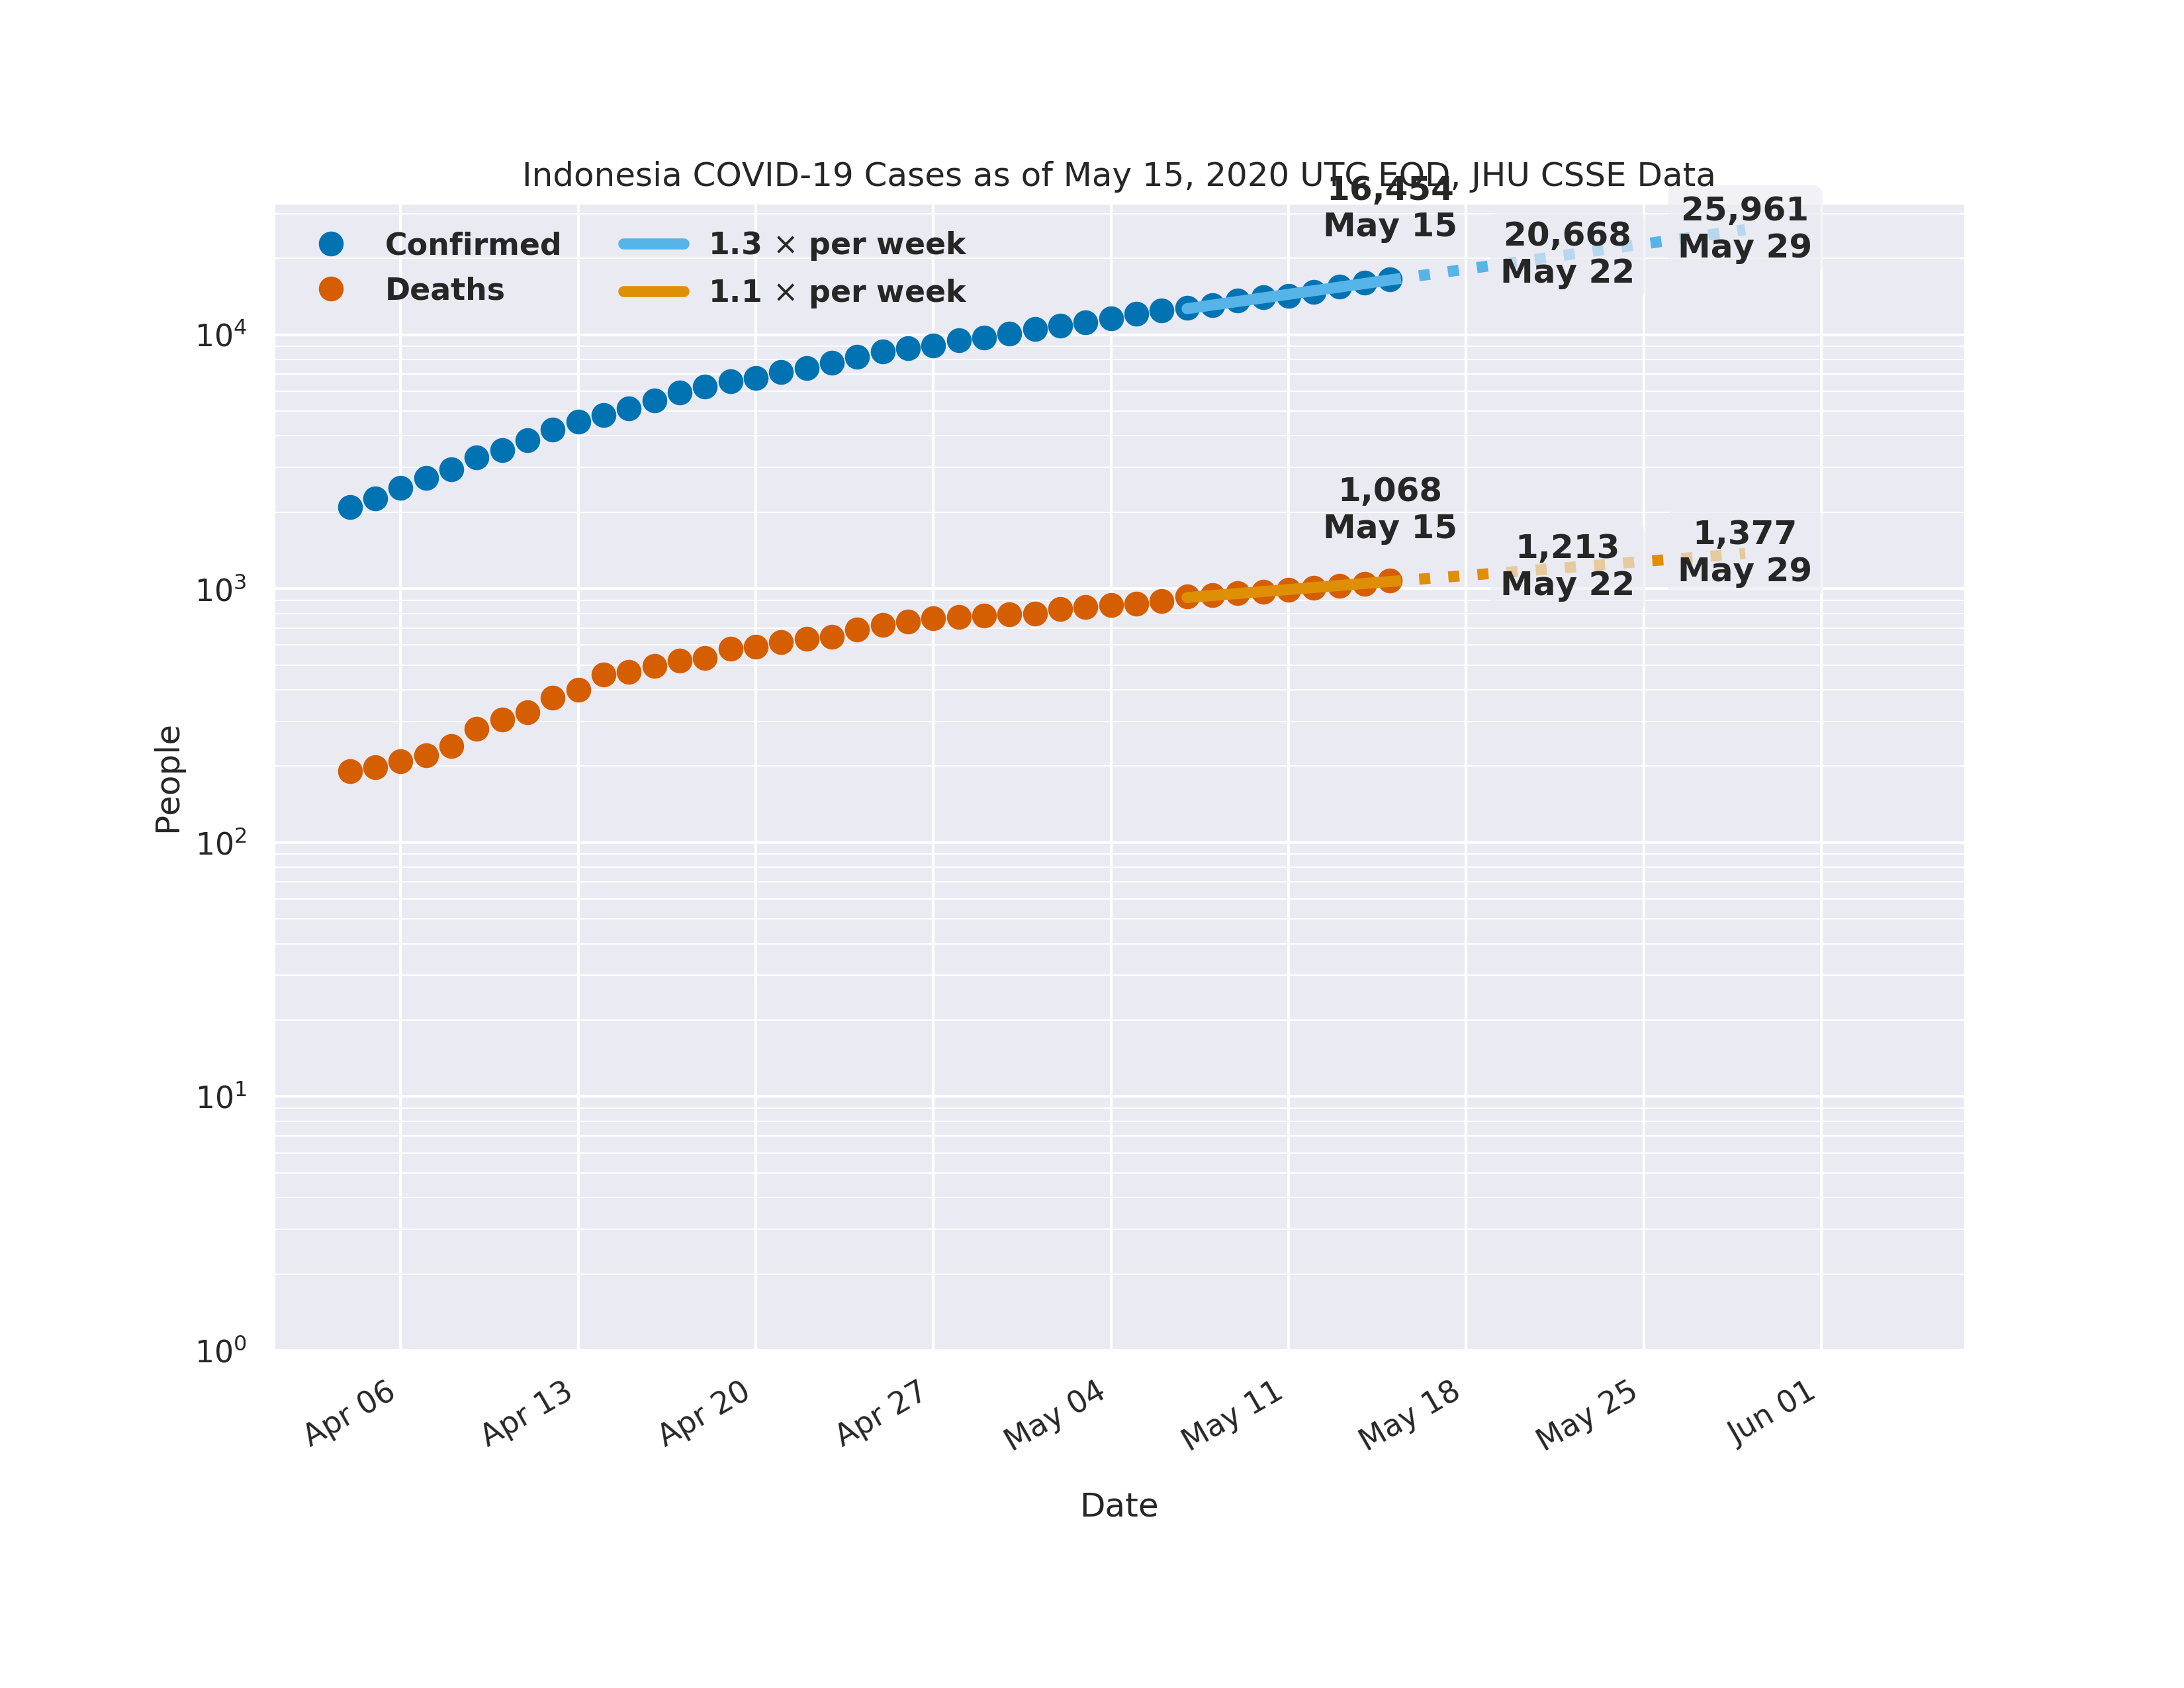 Indonesia COVID-19 Cases as of May 15, 2020 UTC EOD, JHU CSSE Data
16,454
May 15
20,668
May 22
25,961
May 29
Confirmed
Deaths
1.3 × per week
1.1 × per week
1,068
May 15
1,213
May 22
1,377
May 29
People
10⁴
10³
10²
10¹
10⁰
Apr 06
Apr 13
Apr 20
Apr 27
May 04
May 11
May 18
May 25
Jun 01
Date